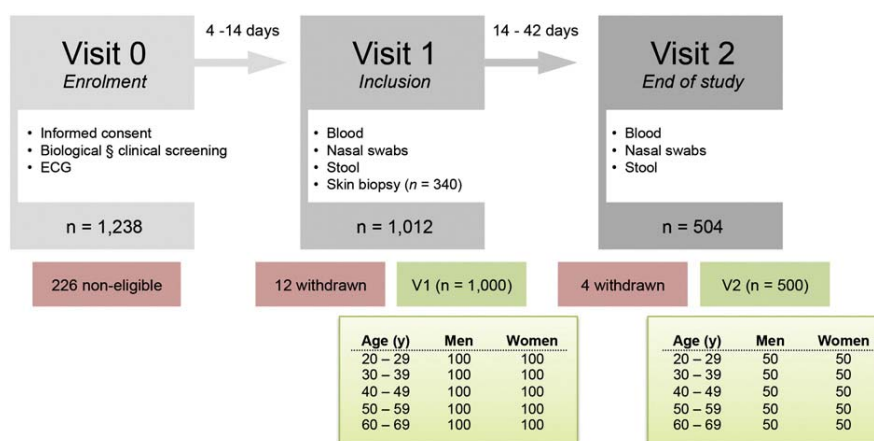 Visit 0
Enrolment
• Informed consent
• Biological § clinical screening
• ECG
n = 1,238
226 non-eligible
4 -14 days
Visit 1
Inclusion
• Blood
• Nasal swabs
• Stool
• Skin biopsy (n = 340)
n = 1,012
12 withdrawn
V1 (n = 1,000)
Age (y) Men Women
20 – 29 100 100
30 – 39 100 100
40 – 49 100 100
50 – 59 100 100
60 – 69 100 100
14 - 42 days
Visit 2
End of study
• Blood
• Nasal swabs
• Stool
n = 504
4 withdrawn
V2 (n = 500)
Age (y) Men Women
20 – 29 50 50
30 – 39 50 50
40 – 49 50 50
50 – 59 50 50
60 – 69 50 50